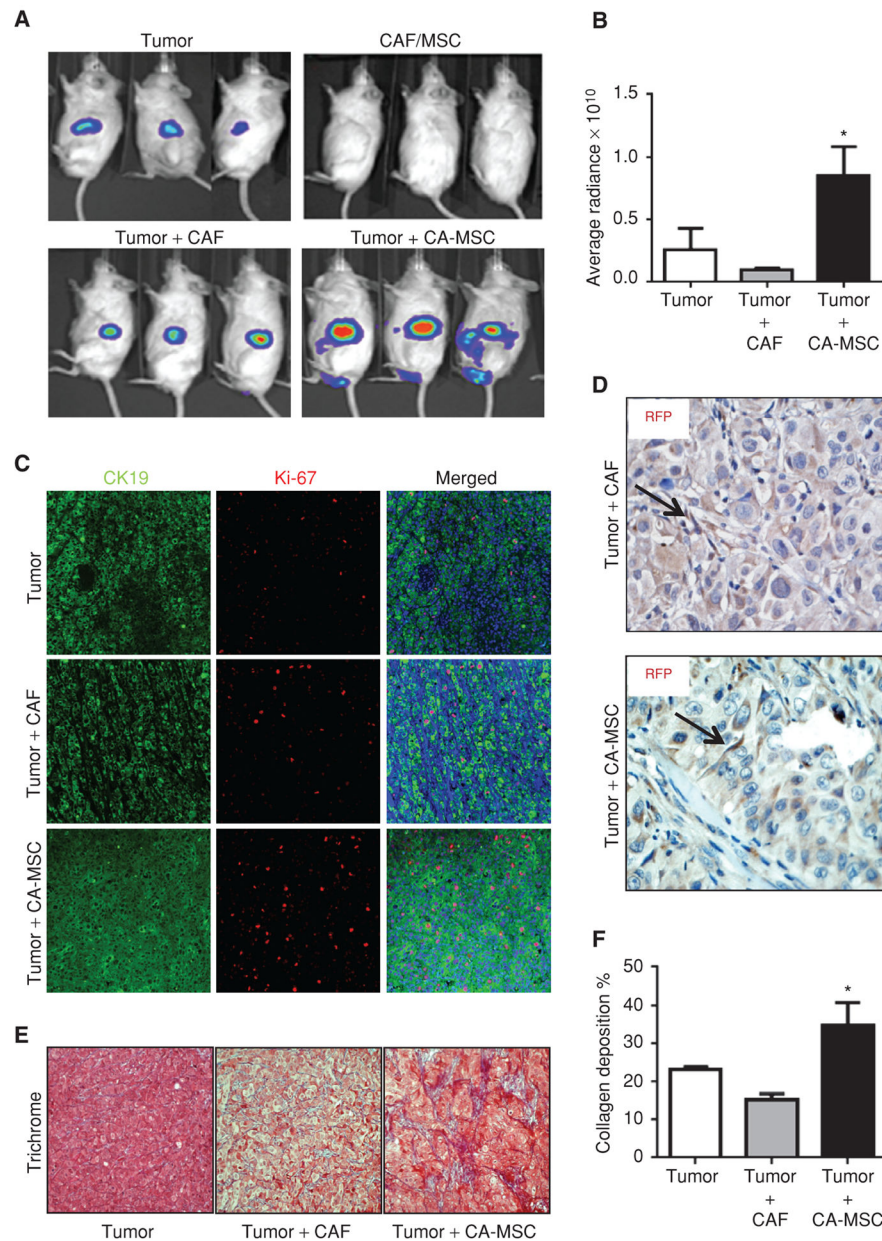 A
Tumor
CAF/MSC
Tumor + CAF
Tumor + CA-MSC
B
Average radiance × 10¹⁰
1.5
1.0
0.5
0.0
*
Tumor
Tumor
+
CAF
Tumor
+
CA-MSC
C
CK19
Ki-67
Merged
Tumor
Tumor + CAF
Tumor + CA-MSC
D
RFP
Tumor + CAF
RFP
Tumor + CA-MSC
E
Trichrome
Tumor
Tumor + CAF
Tumor + CA-MSC
F
Collagen deposition %
50
40
30
20
10
0
*
Tumor
Tumor
+
CAF
Tumor
+
CA-MSC